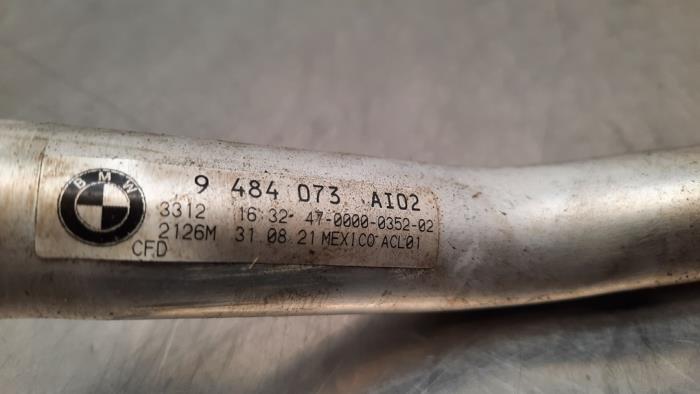 BMW
9 484 073 AI02
3312 16:32- 47-0000-0352-02
2126M 31.08.21 MEXICO ACL01
CFD